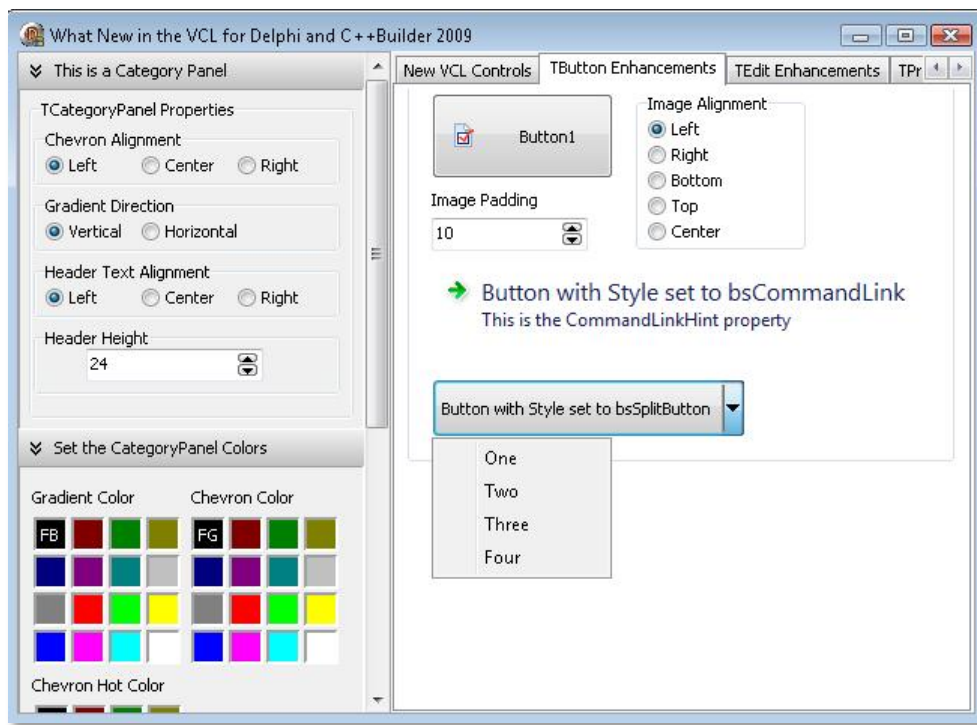 What New in the VCL for Delphi and C++Builder 2009
This is a Category Panel
TCategoryPanel Properties
Chevron Alignment
Left Center Right
Gradient Direction
Vertical Horizontal
Header Text Alignment
Left Center Right
Header Height
24
Set the CategoryPanel Colors
Gradient Color Chevron Color
FB FG
Chevron Hot Color
New VCL Controls TButton Enhancements TEdit Enhancements TPr
Button1
Image Alignment
Left
Right
Bottom
Top
Center
Image Padding
10
Button with Style set to bsCommandLink
This is the CommandLinkHint property
Button with Style set to bsSplitButton
One
Two
Three
Four